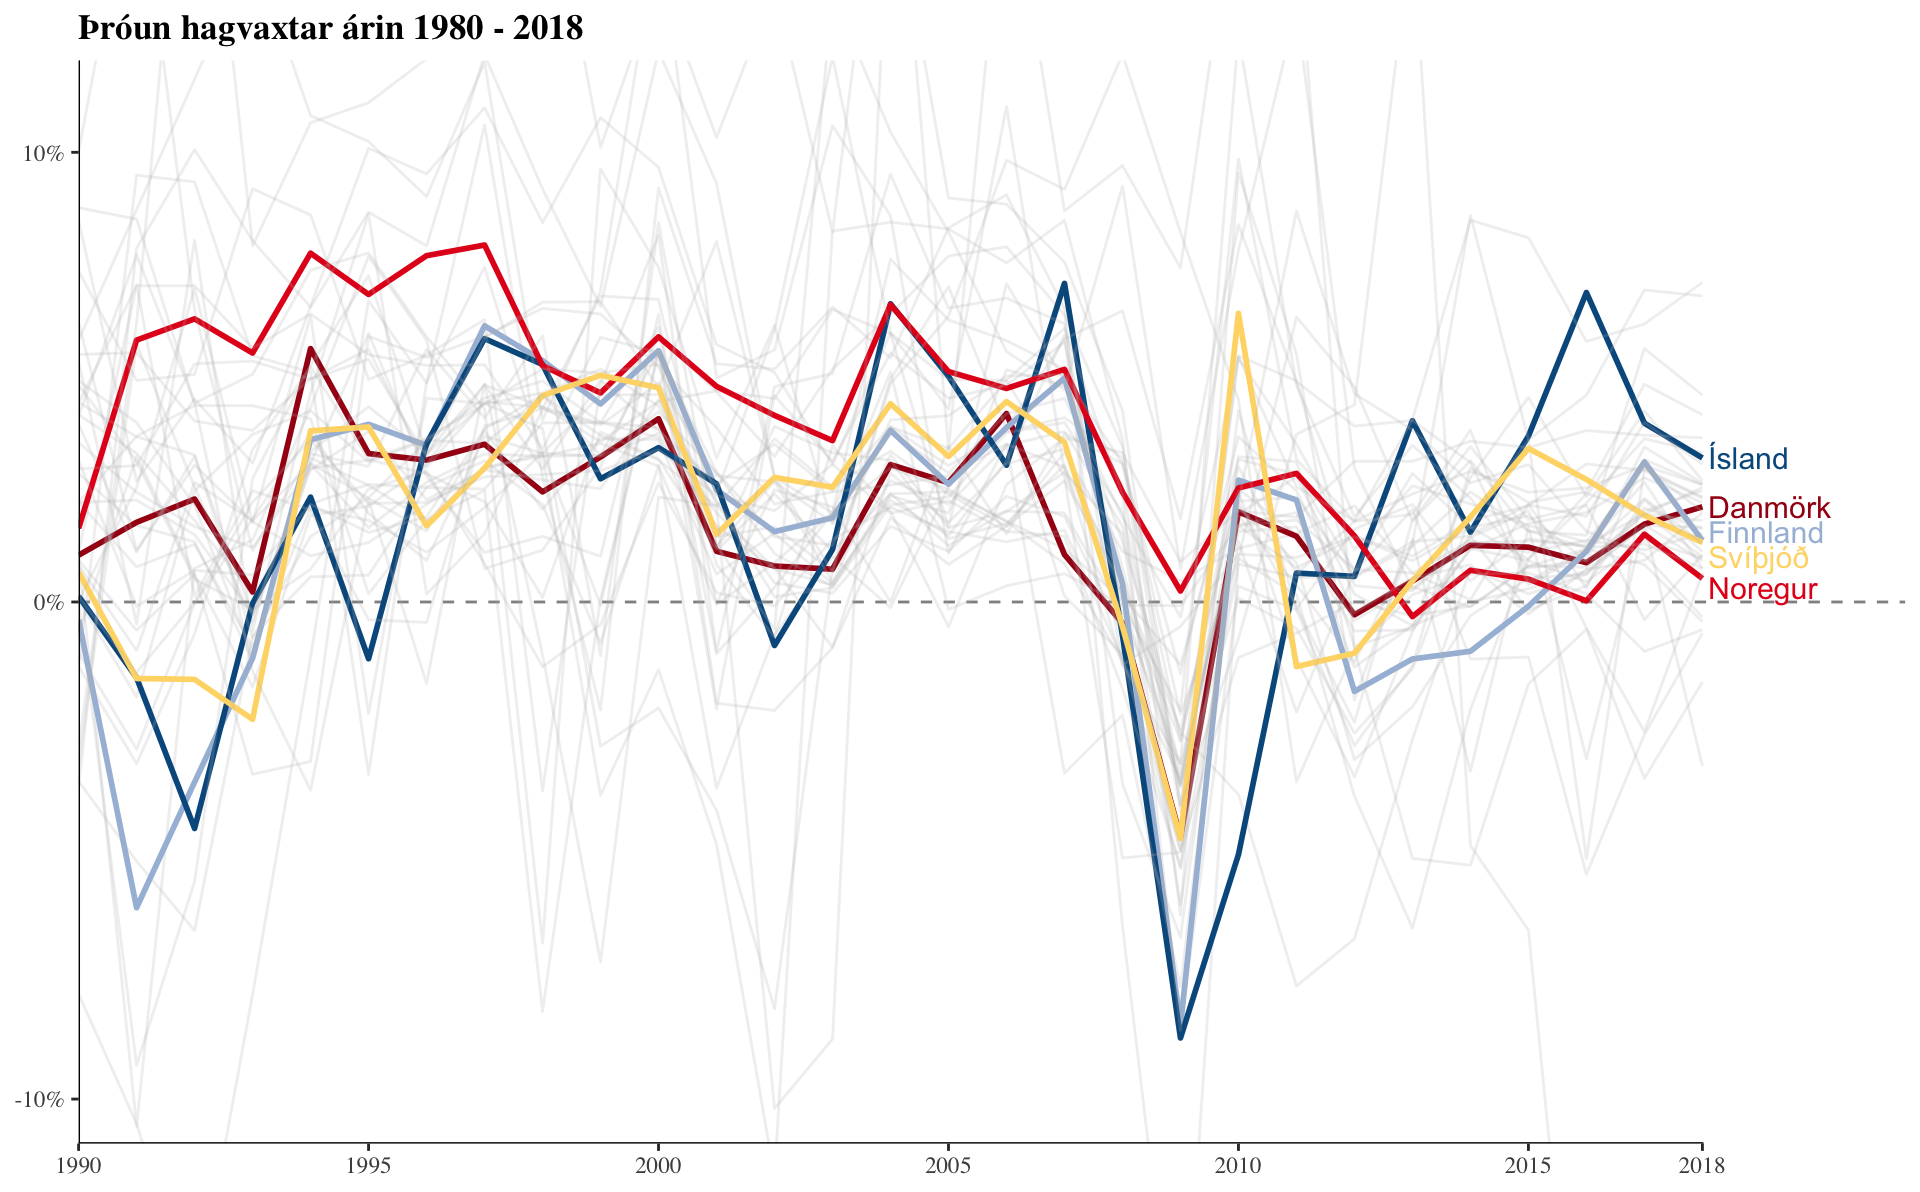 Þróun hagvaxtar árin 1980 - 2018
10%
0%
-10%
Ísland
Danmörk
Finnland
Svíþjóð
Noregur
1990 1995 2000 2005 2010 2015 2018